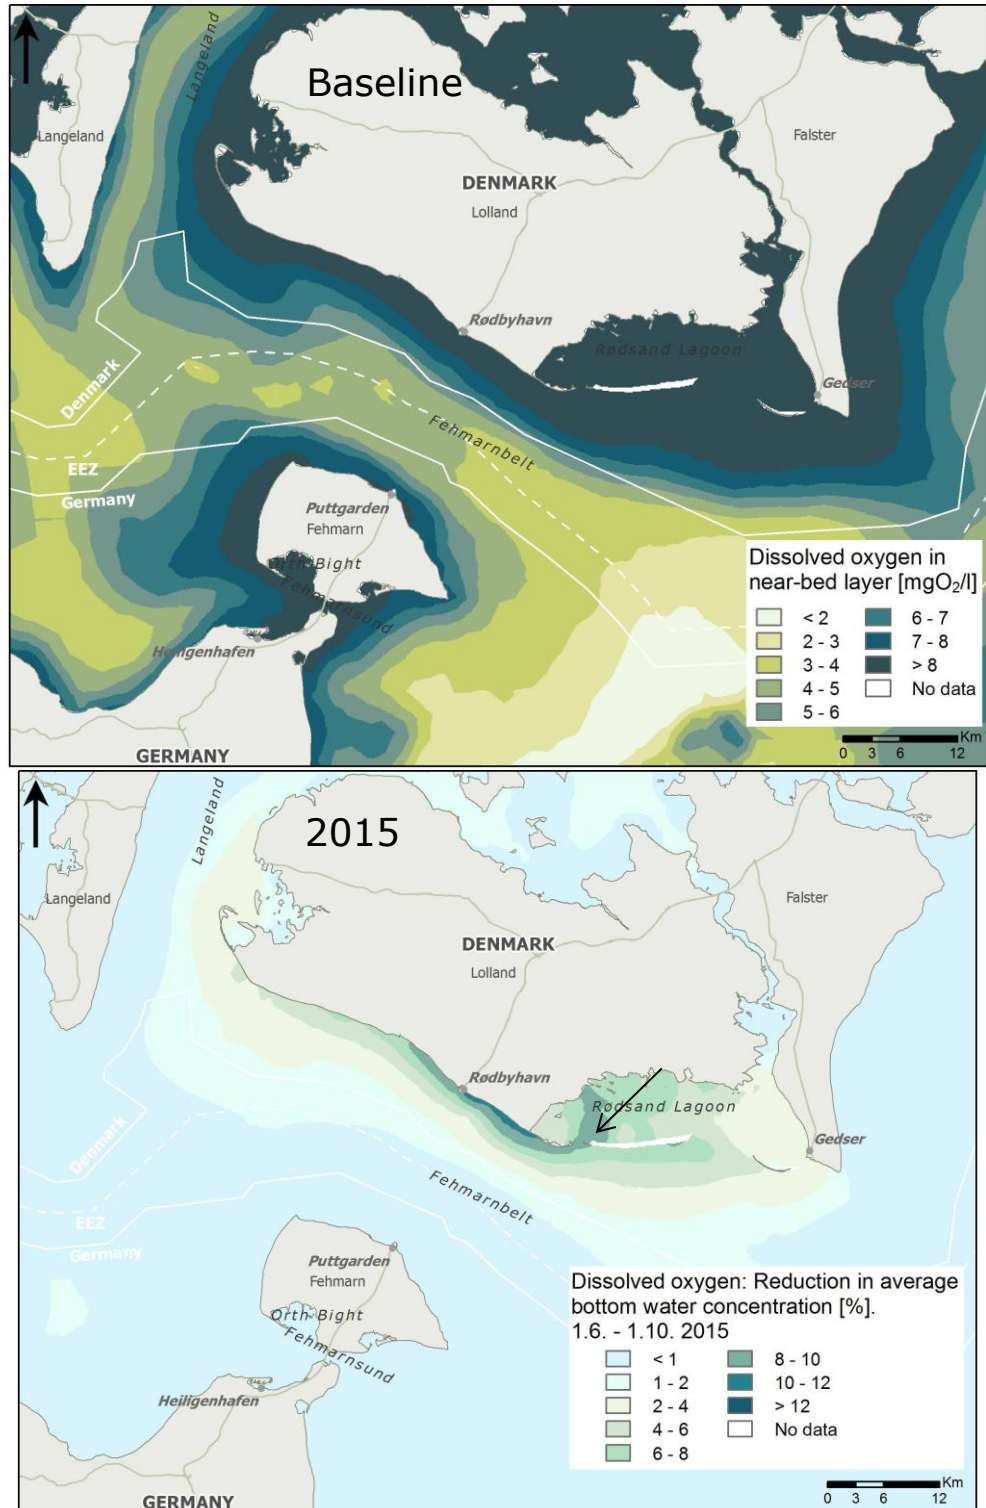 Baseline
Langeland
Langeland
Falster
DENMARK
Lolland
Rødbyhavn
Rødsand Lagoon
Gedser
Denmark
EEZ
Germany
Fehmarnbelt
Puttgarden
Fehmarn
Orth Bight
Fehmarnsund
Heiligenhafen
GERMANY
Dissolved oxygen in
near-bed layer [mgO₂/l]
< 2
2 - 3
3 - 4
4 - 5
5 - 6
6 - 7
7 - 8
> 8
No data
Km
0 3 6 12
2015
Langeland
Langeland
Falster
DENMARK
Lolland
Rødbyhavn
Rødsand Lagoon
Gedser
Denmark
EEZ
Germany
Fehmarnbelt
Puttgarden
Fehmarn
Orth Bight
Fehmarnsund
Heiligenhafen
GERMANY
Dissolved oxygen: Reduction in average
bottom water concentration [%].
1.6. - 1.10. 2015
< 1
1 - 2
2 - 4
4 - 6
6 - 8
8 - 10
10 - 12
> 12
No data
Km
0 3 6 12